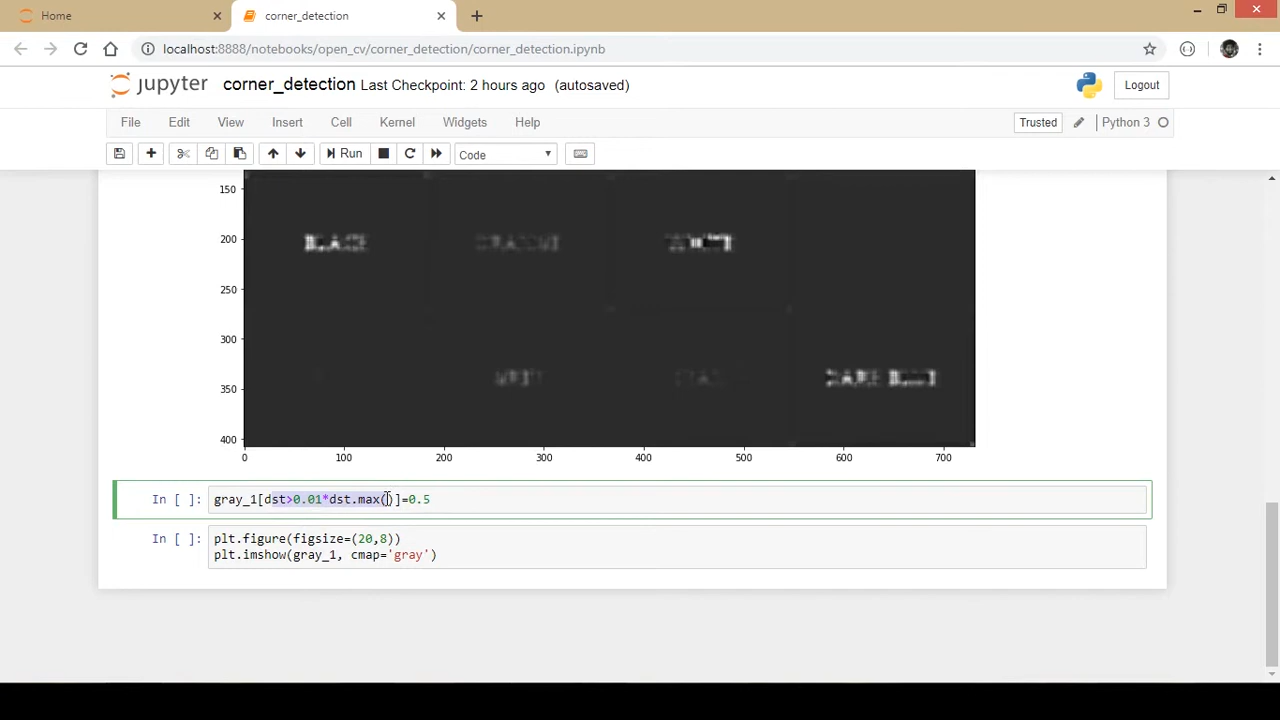 Home
corner_detection
localhost:8888/notebooks/open_cv/corner_detection/corner_detection.ipynb
jupyter corner_detection Last Checkpoint: 2 hours ago (autosaved)
Logout
File Edit View Insert Cell Kernel Widgets Help
Trusted
Python 3
Run
Code
150
200
250
300
350
400
BLACK
WHITE
DARK
0 100 200 300 400 500 600 700
In [ ]: gray_1[dst>0.01*dst.max()]=0.5
In [ ]: plt.figure(figsize=(20,8))
plt.imshow(gray_1, cmap='gray')